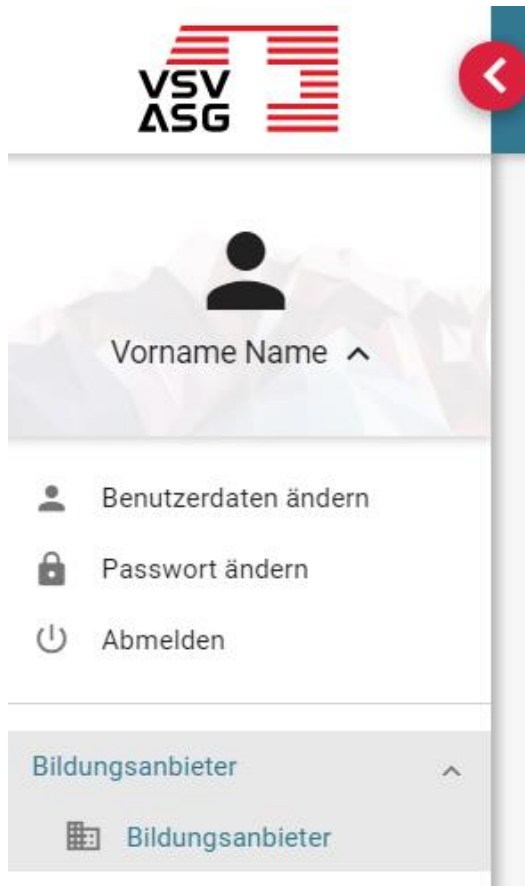 VSV
ASG
Vorname Name
Benutzerdaten ändern
Passwort ändern
Abmelden
Bildungsanbieter
Bildungsanbieter